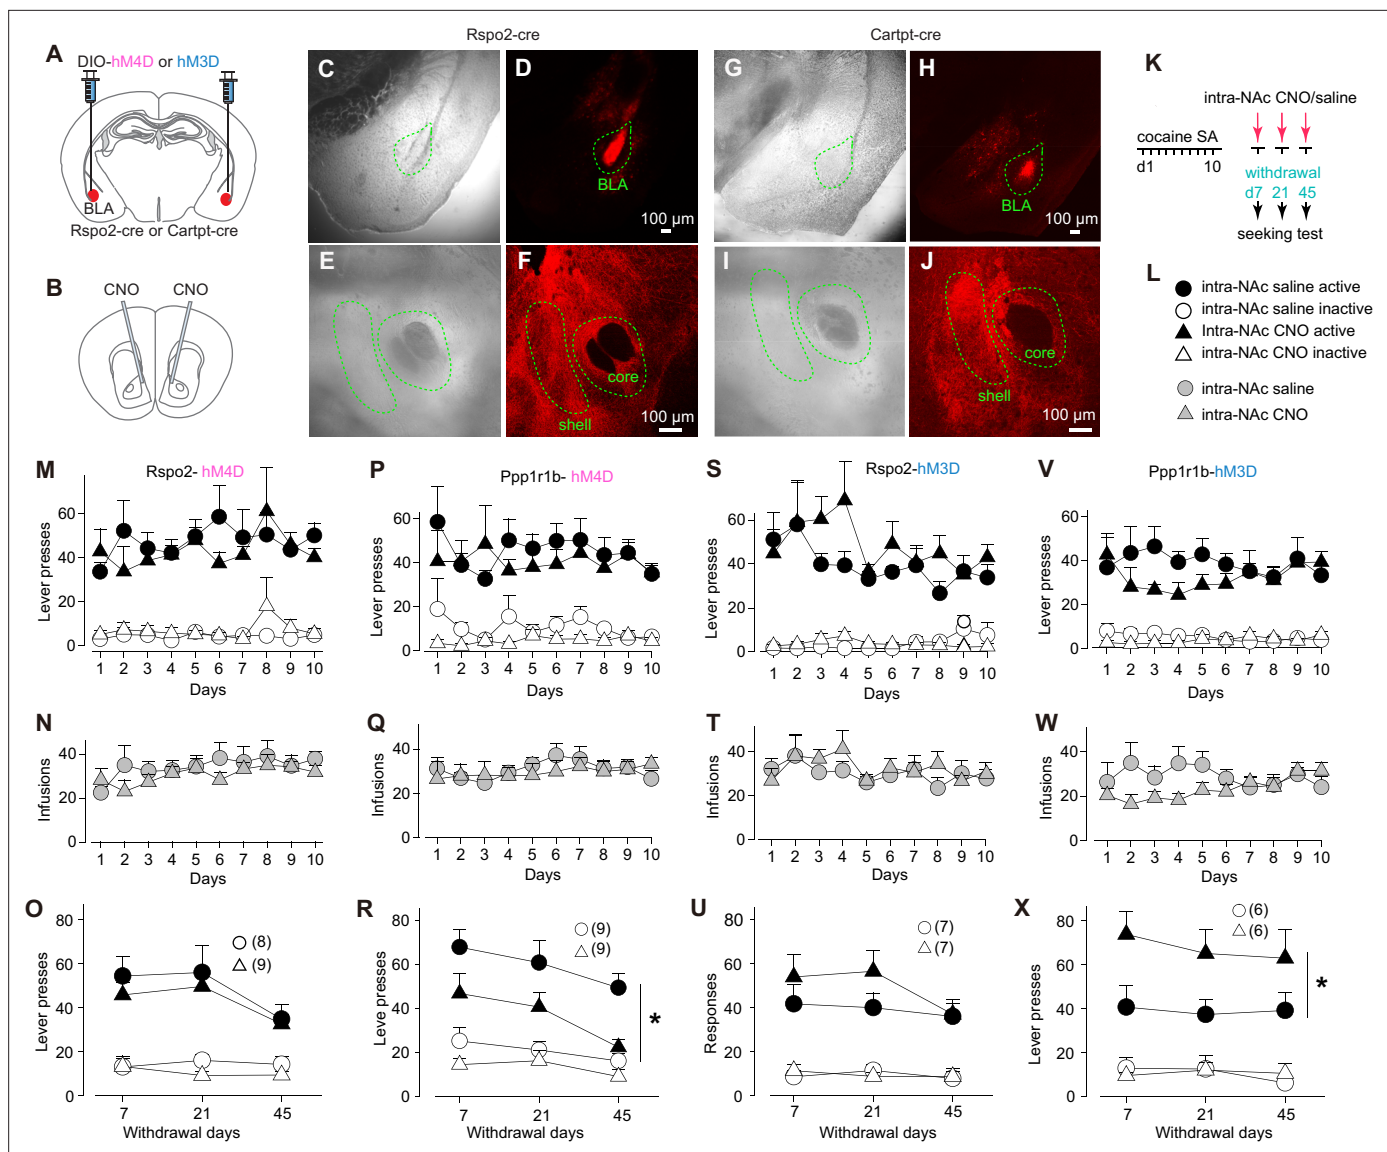 Rspo2-cre
Cartpt-cre
A
DIO-hM4D or hM3D
BLA
Rspo2-cre or Cartpt-cre
B
CNO CNO
C
D
BLA
100 µm
E
F
core
shell
100 µm
G
H
BLA
100 µm
I
J
core
shell
100 µm
K
intra-NAc CNO/saline
cocaine SA
d1 10
withdrawal
d7 21 45
seeking test
L
intra-NAc saline active
intra-NAc saline inactive
Intra-NAc CNO active
intra-NAc CNO inactive
intra-NAc saline
intra-NAc CNO
M
Rspo2- hM4D
Lever presses
60
40
20
0
1 2 3 4 5 6 7 8 9 10
Days
P
Ppp1r1b- hM4D
Lever presses
60
40
20
0
1 2 3 4 5 6 7 8 9 10
Days
S
Rspo2-hM3D
Lever presses
60
40
20
0
1 2 3 4 5 6 7 8 9 10
Days
V
Ppp1r1b-hM3D
Lever presses
60
40
20
0
1 2 3 4 5 6 7 8 9 10
Days
N
Infusions
40
20
0
1 2 3 4 5 6 7 8 9 10
Days
Q
Infusions
40
20
0
1 2 3 4 5 6 7 8 9 10
Days
T
Infusions
40
20
0
1 2 3 4 5 6 7 8 9 10
Days
W
Infusions
40
20
0
1 2 3 4 5 6 7 8 9 10
Days
O
Lever presses
80
60
40
20
0
(8)
(9)
7 21 45
Withdrawal days
R
Leve presses
80
60
40
20
0
(9)
(9)
*
7 21 45
Withdrawal days
U
Responses
80
60
40
20
0
(7)
(7)
7 21 45
Withdrawal days
X
Lever presses
80
60
40
20
0
(6)
(6)
*
7 21 45
Withdrawal days